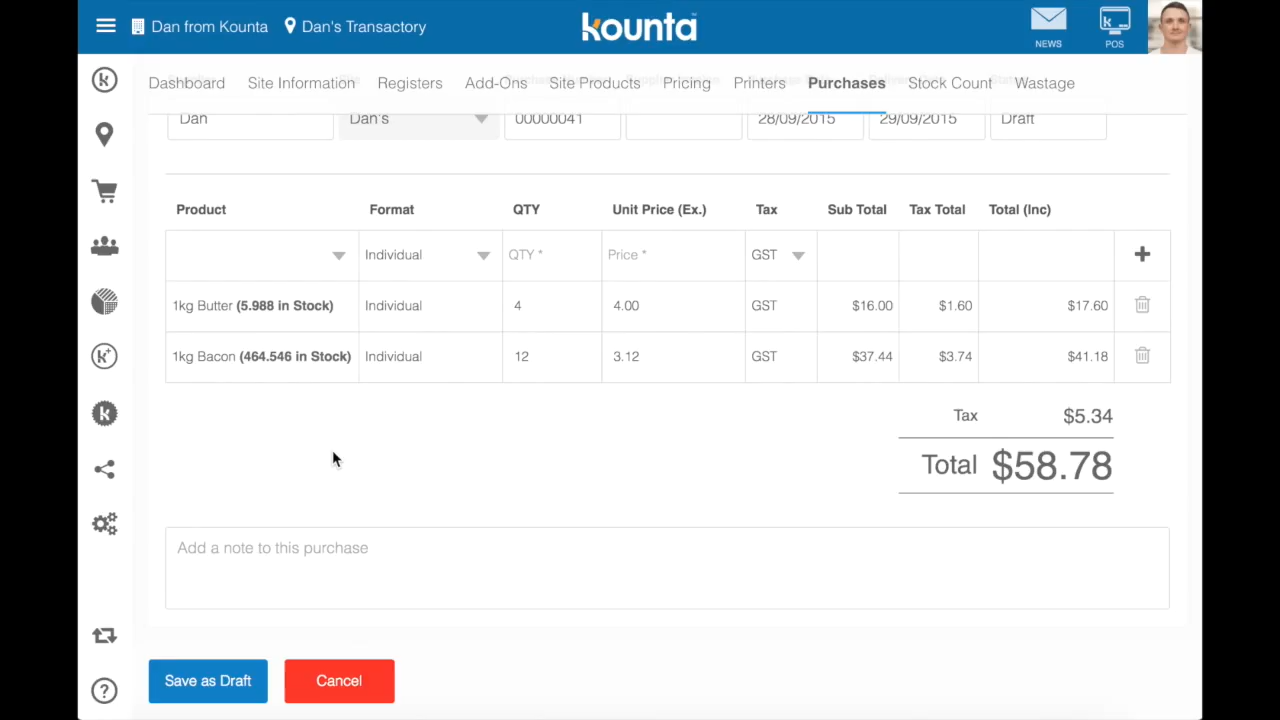 Dan from Kounta Dan's Transactory kounta NEWS POS
Dashboard Site Information Registers Add-Ons Site Products Pricing Printers Purchases Stock Count Wastage
Dan Dan's 00000041 28/09/2015 29/09/2015 Draft
Product Format QTY Unit Price (Ex.) Tax Sub Total Tax Total Total (Inc)
Individual QTY * Price * GST
1kg Butter (5.988 in Stock) Individual 4 4.00 GST $16.00 $1.60 $17.60
1kg Bacon (464.546 in Stock) Individual 12 3.12 GST $37.44 $3.74 $41.18
Tax $5.34
Total $58.78
Add a note to this purchase
Save as Draft Cancel